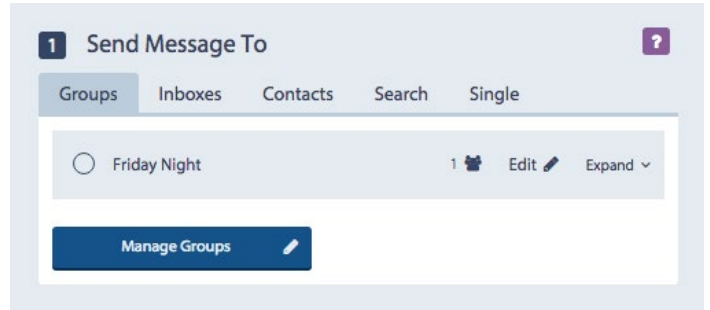 1 Send Message To ?
Groups Inboxes Contacts Search Single
Friday Night 1 Edit Expand
Manage Groups